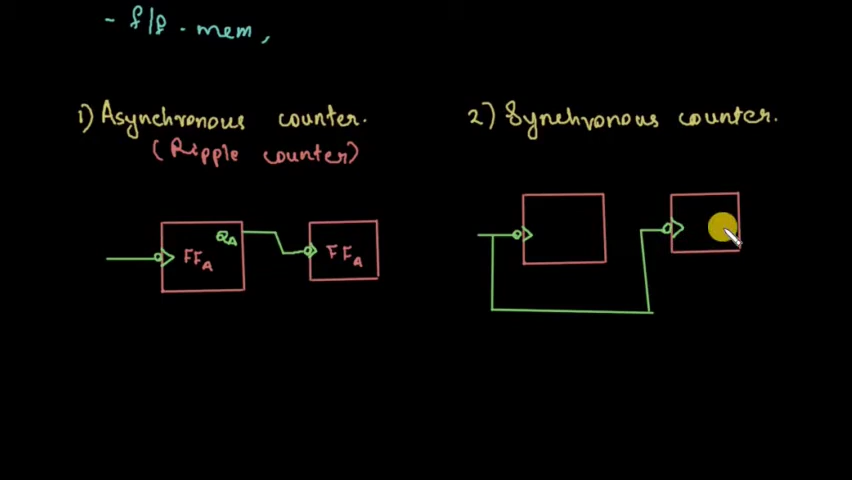 - f/f - mem,
1) Asynchronous counter.
(Ripple counter)
2) Synchronous counter.
QA
FFA
FFA